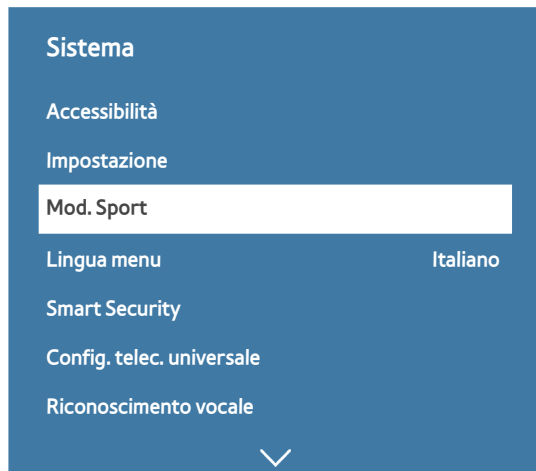 Sistema
Accessibilità
Impostazione
Mod. Sport
Lingua menu Italiano
Smart Security
Config. telec. universale
Riconoscimento vocale